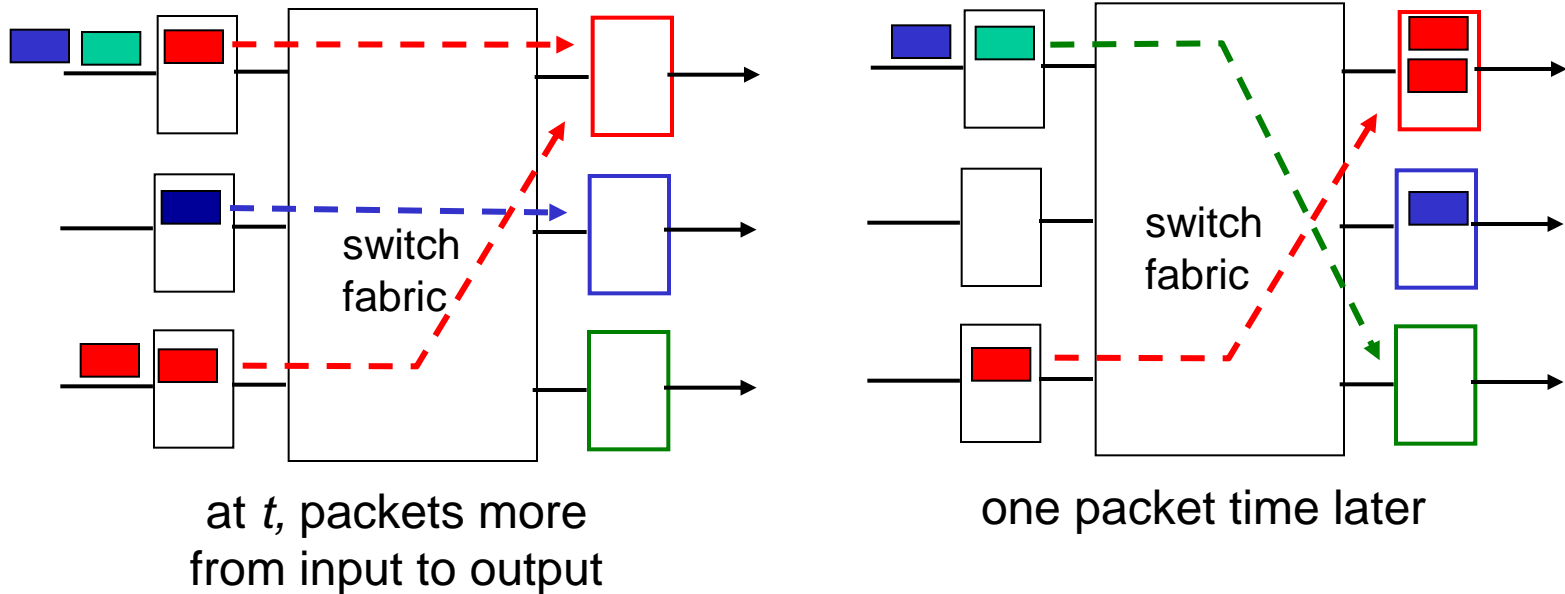 switch
fabric
switch
fabric
at t, packets more
from input to output
one packet time later